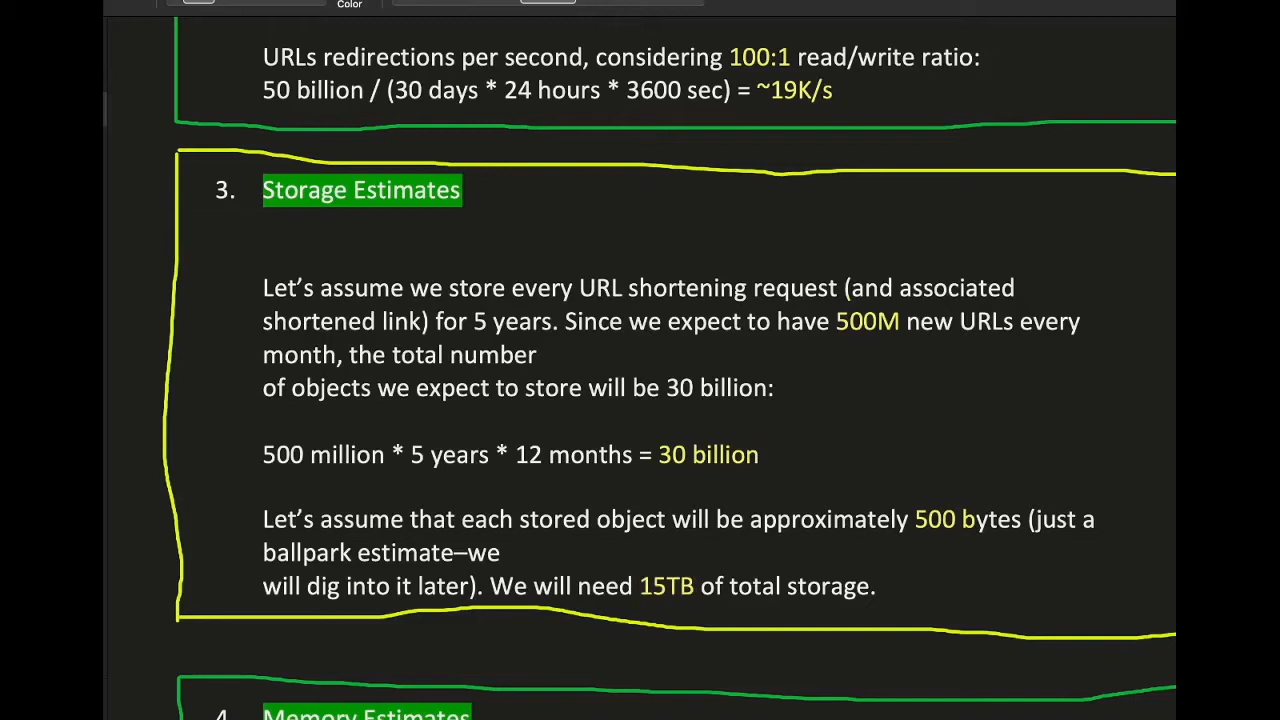 Color
URLs redirections per second, considering 100:1 read/write ratio:
50 billion / (30 days * 24 hours * 3600 sec) = ~19K/s
3. Storage Estimates
Let’s assume we store every URL shortening request (and associated
shortened link) for 5 years. Since we expect to have 500M new URLs every
month, the total number
of objects we expect to store will be 30 billion:
500 million * 5 years * 12 months = 30 billion
Let’s assume that each stored object will be approximately 500 bytes (just a
ballpark estimate–we
will dig into it later). We will need 15TB of total storage.
4. Memory Estimates